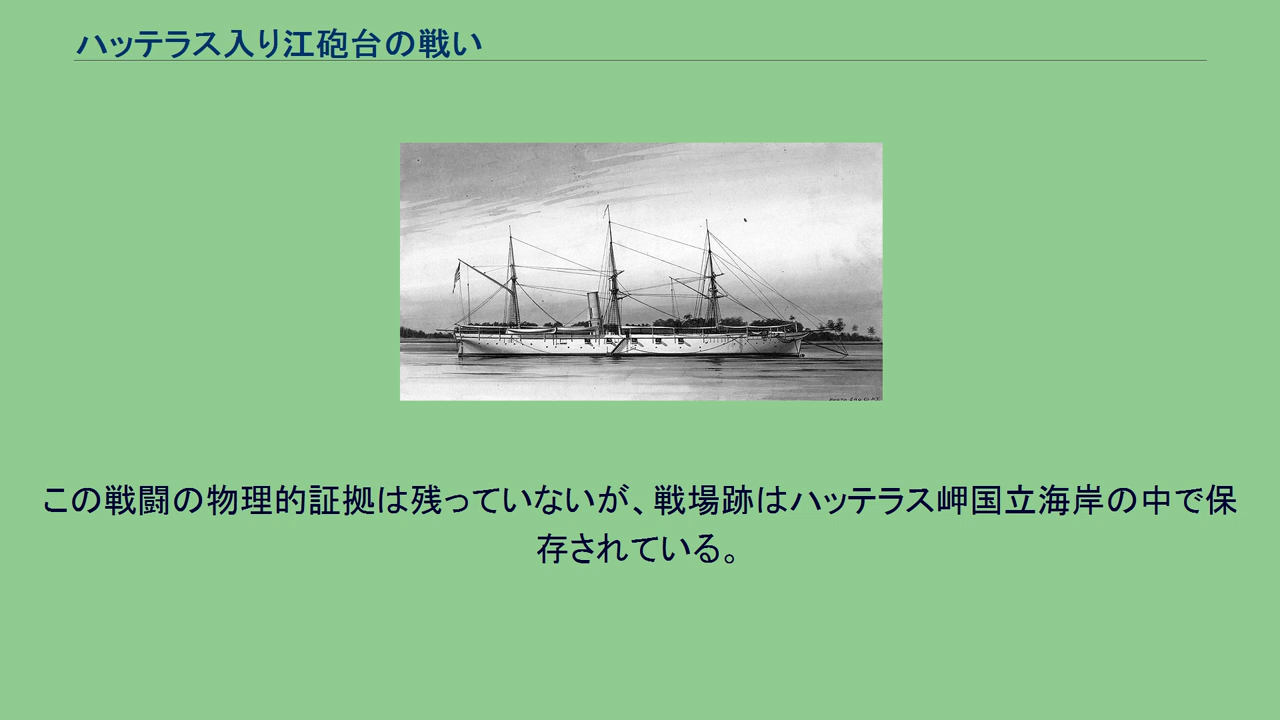 ハッテラス入り江砲台の戦い
この戦闘の物理的証拠は残っていないが、戦場跡はハッテラス岬国立海岸の中で保
存されている。